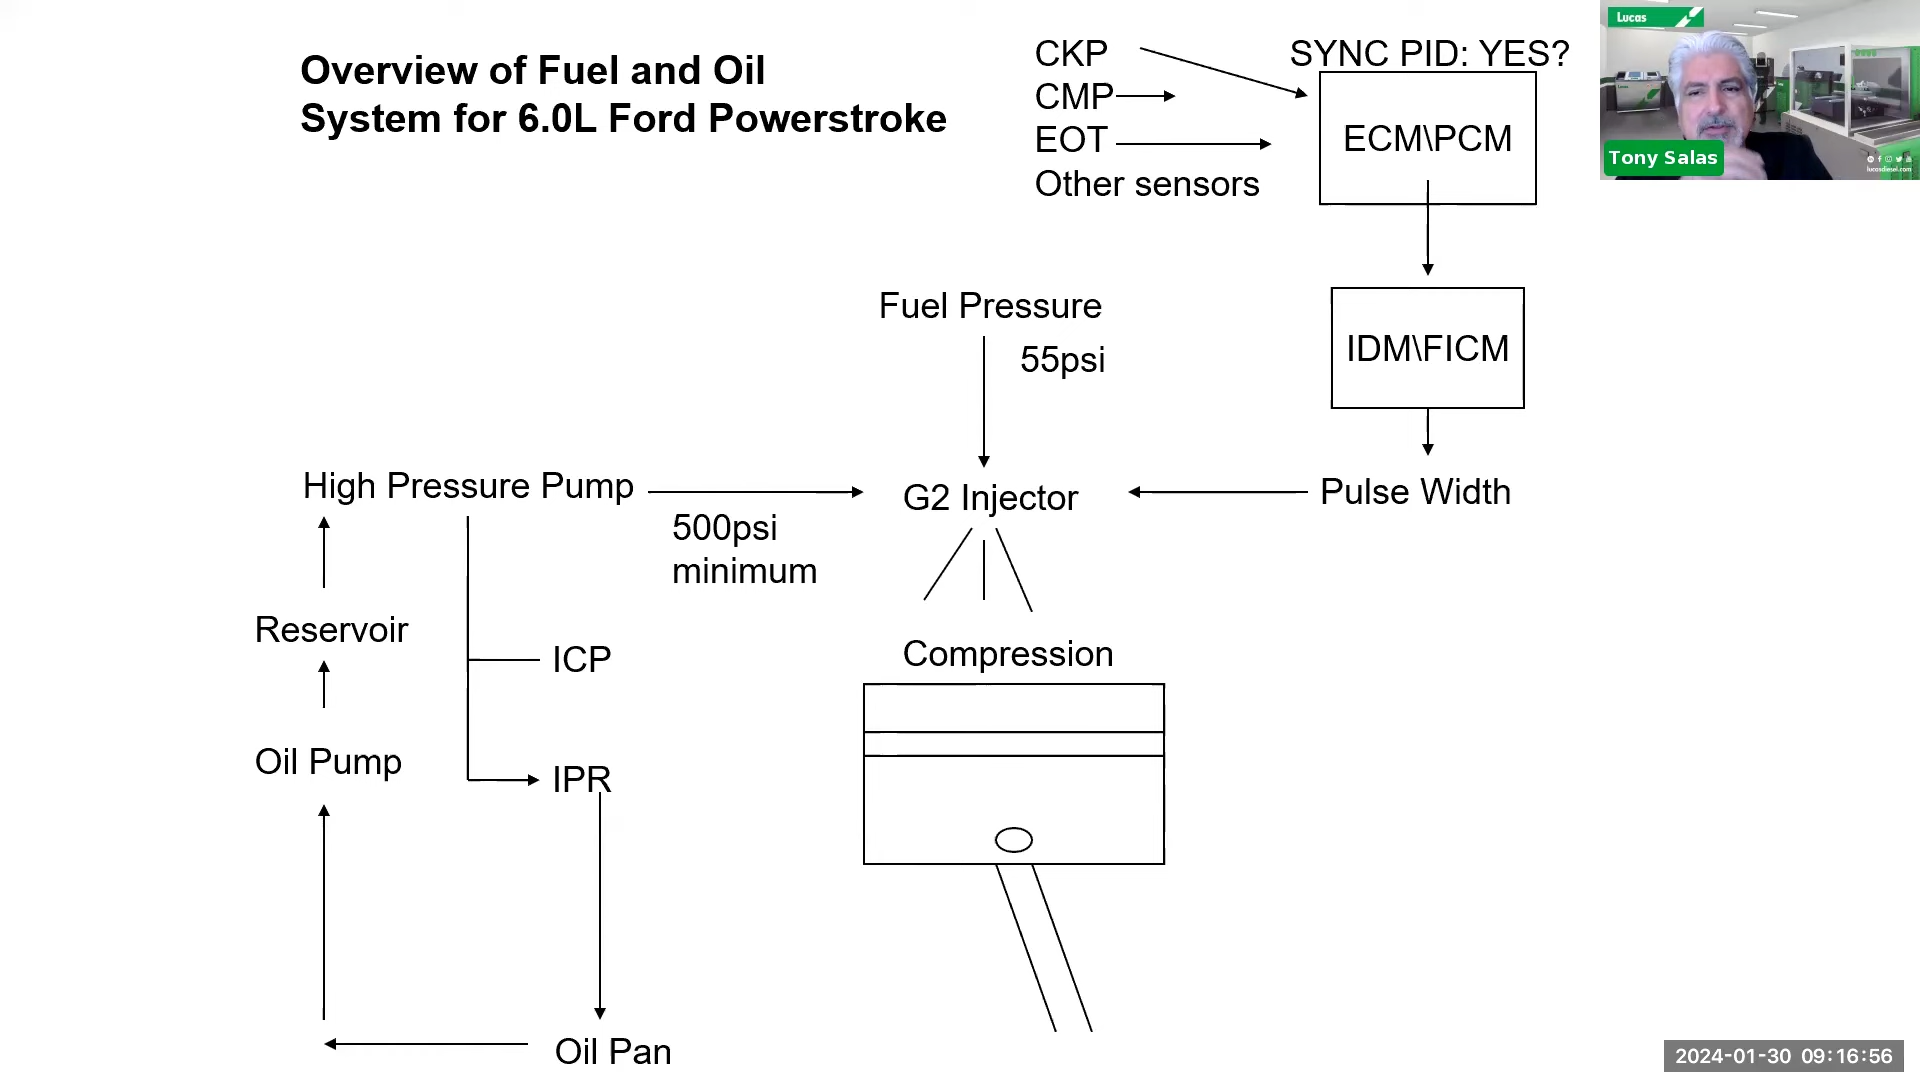 Overview of Fuel and Oil
System for 6.0L Ford Powerstroke
CKP
CMP
EOT
Other sensors
SYNC PID: YES?
ECM\PCM
Lucas
Tony Salas
lucasdiesel.com
Fuel Pressure
55psi
IDM\FICM
High Pressure Pump
500psi
minimum
G2 Injector
Pulse Width
Reservoir
ICP
Compression
Oil Pump
IPR
Oil Pan
2024-01-30 09:16:56